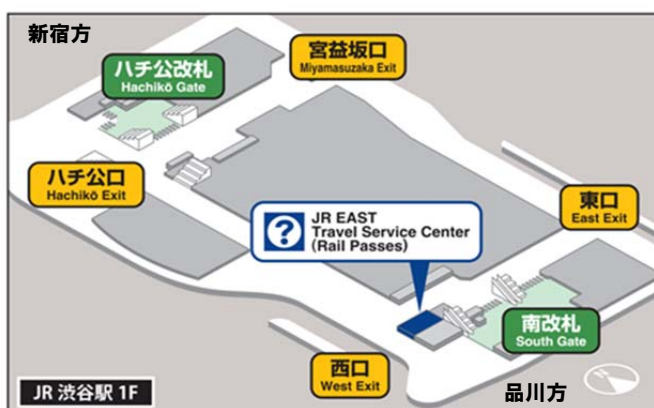 新宿方
ハチ公改札
Hachikō Gate
宮益坂口
Miyamasuzaka Exit
ハチ公口
Hachikō Exit
東口
East Exit
?
JR EAST
Travel Service Center
(Rail Passes)
南改札
South Gate
西口
West Exit
品川方
JR 渋谷駅 1F